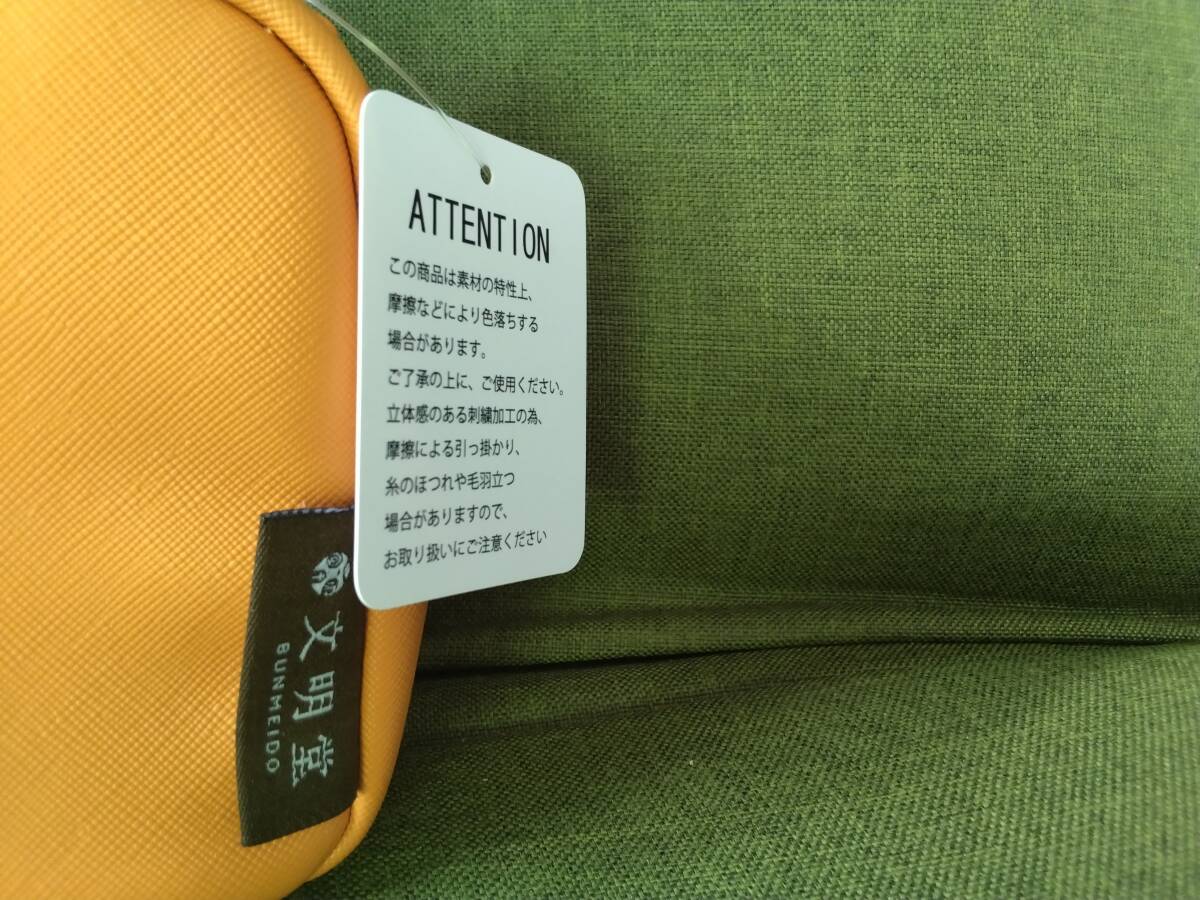 ATTENTION
この商品は素材の特性上、
摩擦などにより色落ちする
場合があります。
ご了承の上に、ご使用ください。
立体感のある刺繍加工の為、
摩擦による引っ掛かり、
糸のほつれや毛羽立つ
場合がありますので、
お取り扱いにご注意ください
文明堂
BUNMEIDO